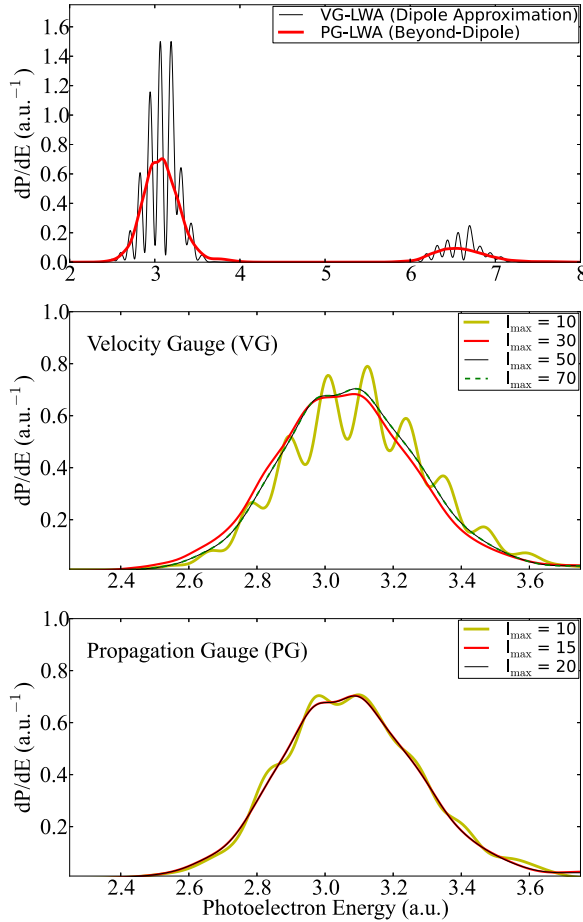 VG-LWA (Dipole Approximation)
PG-LWA (Beyond-Dipole)
dP/dE (a.u.⁻¹)
1.6
1.4
1.2
1.0
0.8
0.6
0.4
0.2
0.0
2 3 4 5 6 7 8
Velocity Gauge (VG)
l_max = 10
l_max = 30
l_max = 50
l_max = 70
dP/dE (a.u.⁻¹)
1.0
0.8
0.6
0.4
0.2
2.4 2.6 2.8 3.0 3.2 3.4 3.6
Propagation Gauge (PG)
l_max = 10
l_max = 15
l_max = 20
dP/dE (a.u.⁻¹)
1.0
0.8
0.6
0.4
0.2
2.4 2.6 2.8 3.0 3.2 3.4 3.6
Photoelectron Energy (a.u.)